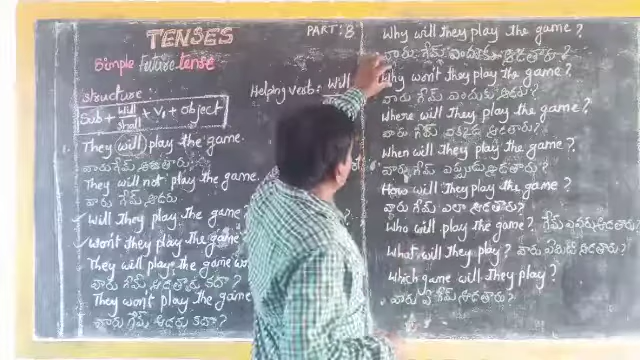 TENSES
PART: B
Simple future tense
Helping verb: Will
structure
Sub + will/shall + V₁ + object
They will play the game.
వారు గేమ్ ఆడతారు.
They will not play the game.
వారు గేమ్ ఆడరు
Will they play the game ?
Won't they play the game
They will play the game
వారు గేమ్ ఆడతారు కదా?
They won't play the game
వారు గేమ్ ఆడరు కదా?
Why will they play the game?
వారు గేమ్ ఎందుకు ఆడతారు?
Why won't they play the game?
వారు గేమ్ ఎందుకు ఆడరు?
Where will they play the game?
వారు గేమ్ ఎక్కడ ఆడతారు?
When will they play the game?
వారు గేమ్ ఎప్పుడు ఆడతారు?
How will they play the game?
వారు గేమ్ ఎలా ఆడతారు?
Who will play the game? గేమ్ ఎవరు ఆడతారు?
What will they play? వారు ఏమిటి ఆడతారు?
Which game will they play?
వారు ఏ గేమ్ ఆడతారు?